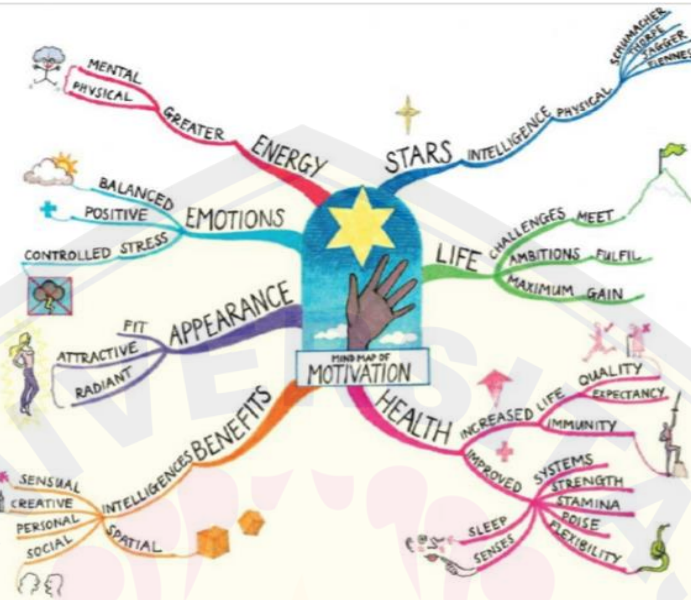 MIND MAP OF
MOTIVATION
STARS
INTELLIGENCE
PHYSICAL
SCHUMACHER
THORPE
JAGGER
FIENNES
LIFE
CHALLENGES MEET
AMBITIONS FULFIL
MAXIMUM GAIN
HEALTH
INCREASED LIFE
QUALITY
EXPECTANCY
IMMUNITY
IMPROVED
SYSTEMS
STRENGTH
STAMINA
POISE
FLEXIBILITY
SLEEP
SENSES
BENEFITS
INTELLIGENCES
SENSUAL
CREATIVE
PERSONAL
SOCIAL
SPATIAL
APPEARANCE
FIT
ATTRACTIVE
RADIANT
EMOTIONS
BALANCED
POSITIVE
CONTROLLED STRESS
ENERGY
GREATER
MENTAL
PHYSICAL